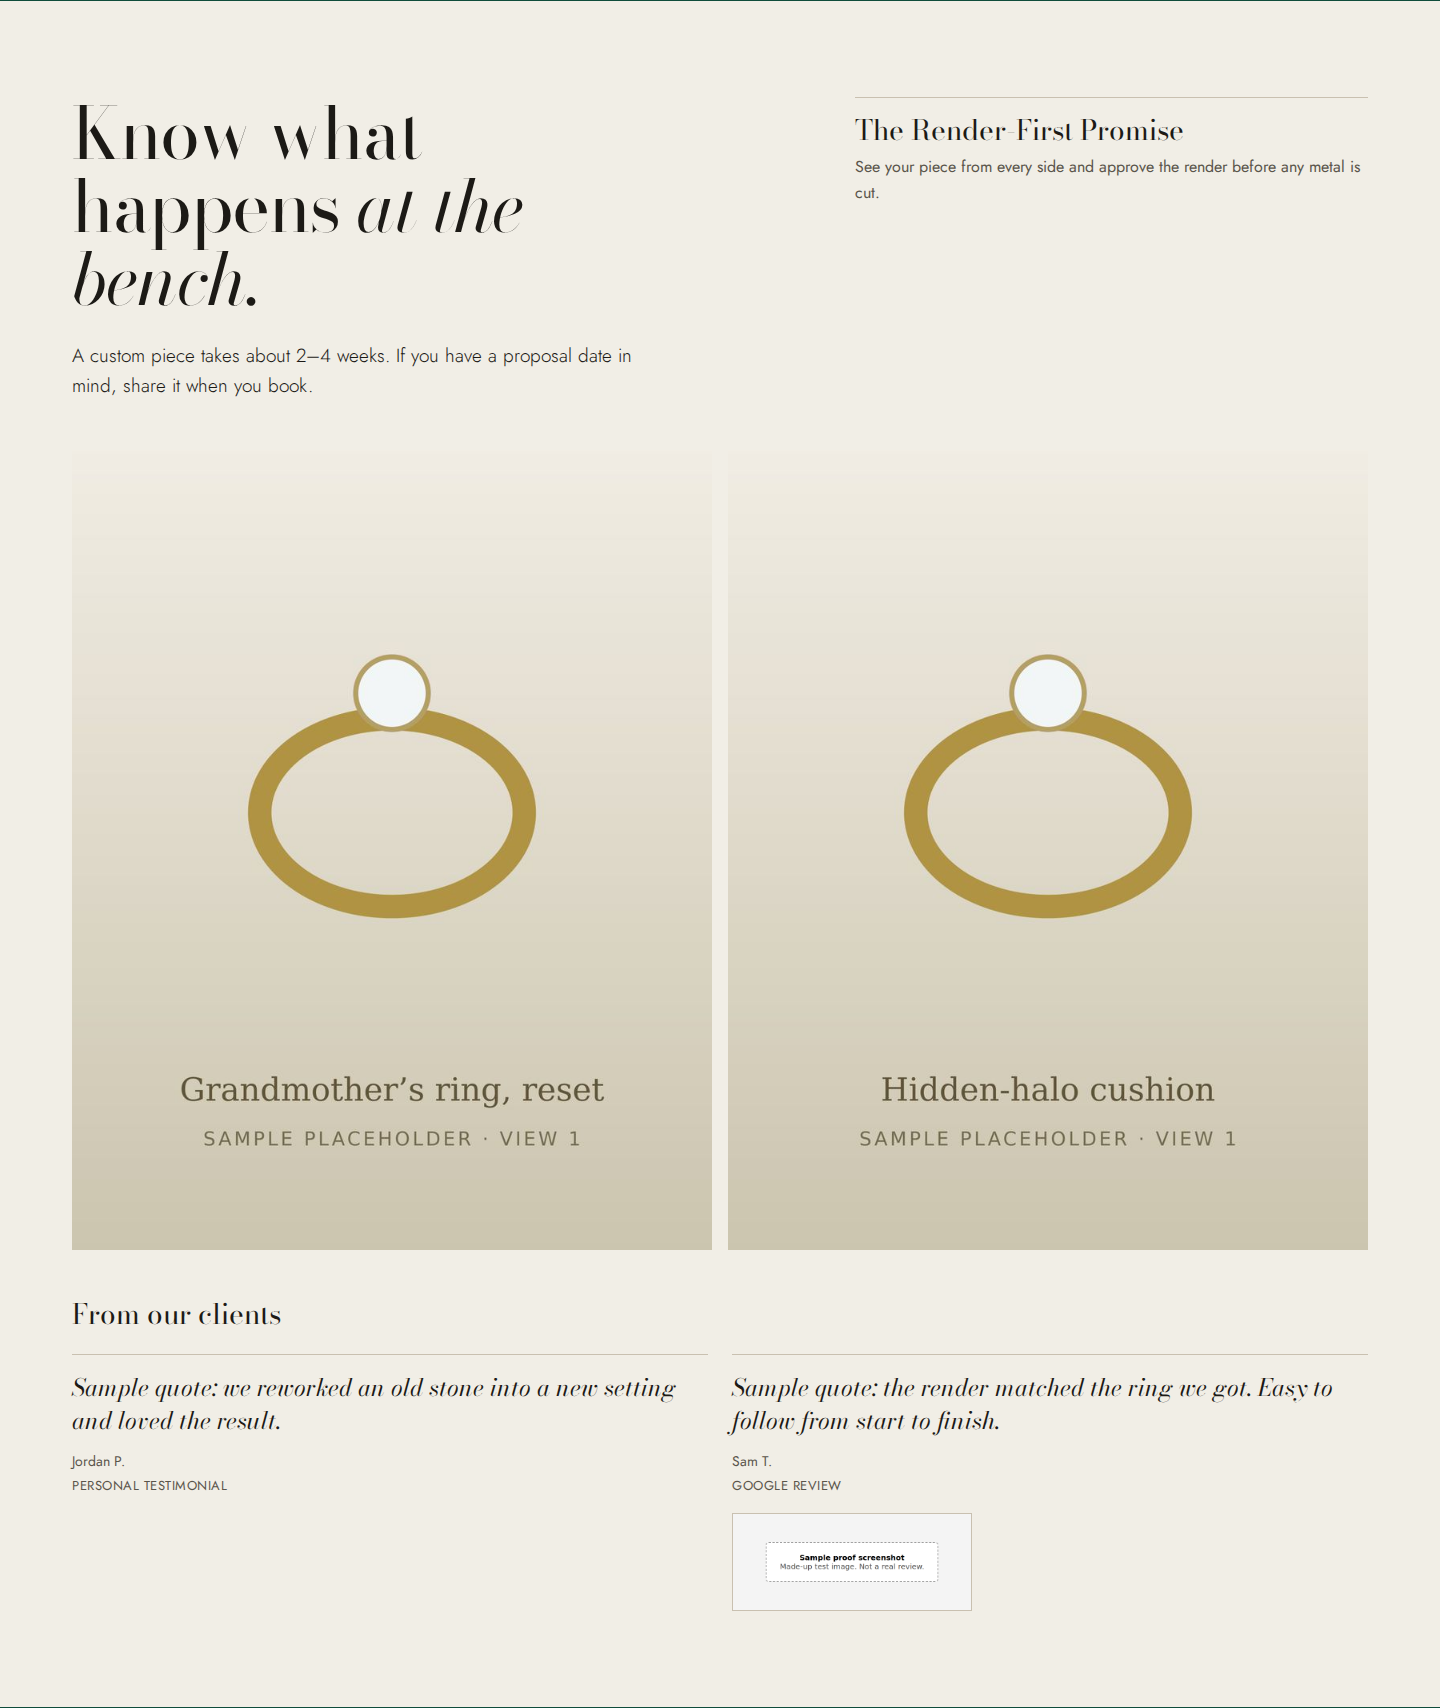 Know what
happens at the
bench.
A custom piece takes about 2–4 weeks. If you have a proposal date in
mind, share it when you book.
The Render-First Promise
See your piece from every side and approve the render before any metal is
cut.
Grandmother’s ring, reset
SAMPLE PLACEHOLDER · VIEW 1
Hidden-halo cushion
SAMPLE PLACEHOLDER · VIEW 1
From our clients
Sample quote: we reworked an old stone into a new setting
and loved the result.
Jordan P.
PERSONAL TESTIMONIAL
Sample quote: the render matched the ring we got. Easy to
follow from start to finish.
Sam T.
GOOGLE REVIEW
Sample proof screenshot
Made-up test image. Not a real review.